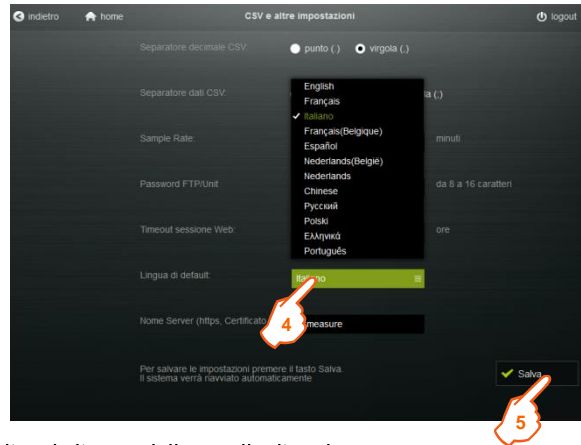 indietro home CSV e altre impostazioni logout
Separatore decimale CSV: punto (.) virgola (,)
Separatore dati CSV: (;)
English
Français
Italiano
Français(Belgique)
Español
Nederlands(België)
Nederlands
Chinese
Русский
Polski
Ελληνικά
Português
Sample Rate: minuti
Password FTP/Unit da 8 a 16 caratteri
Timeout sessione Web: ore
Lingua di default: Italiano
4
Nome Server (https, Certificato measure
Per salvare le impostazioni premere il tasto Salva.
Il sistema verrà riavviato automaticamente
Salva
5